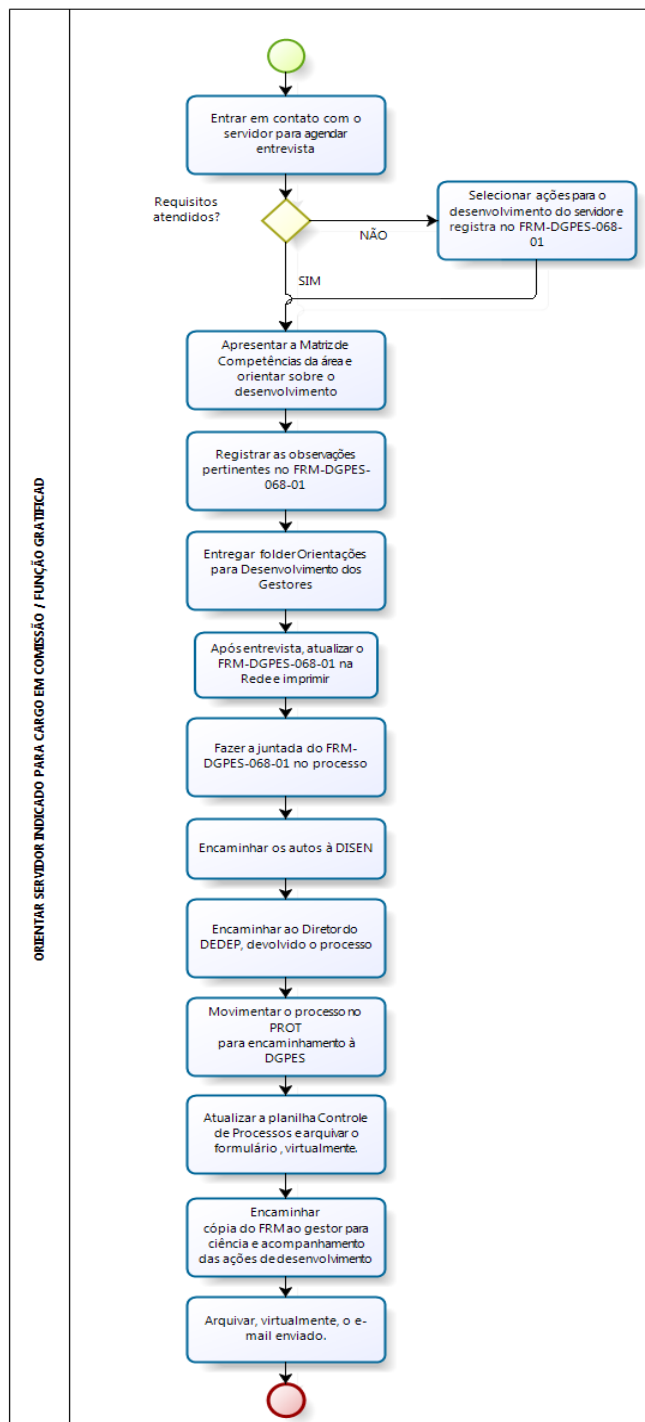 ORIENTAR SERVIDOR INDICADO PARA CARGO EM COMISSÃO / FUNÇÃO GRATIFICAD
Entrar em contato com o
servidor para agendar
entrevista
Requisitos
atendidos?
NÃO
Selecionar ações para o
desenvolvimento do servidor e
registra no FRM-DGPES-068-
01
SIM
Apresentar a Matriz de
Competências da área e
orientar sobre o
desenvolvimento
Registrar as observações
pertinentes no FRM-DGPES-
068-01
Entregar folder Orientações
para Desenvolvimento dos
Gestores
Após entrevista, atualizar o
FRM-DGPES-068-01 na
Rede e imprimir
Fazer a juntada do FRM-
DGPES-068-01 no processo
Encaminhar os autos à DISEN
Encaminhar ao Diretor do
DEDEP, devolvido o processo
Movimentar o processo no
PROT
para encaminhamento à
DGPES
Atualizar a planilha Controle
de Processos e arquivar o
formulário , virtualmente.
Encaminhar
cópia do FRM ao gestor para
ciência e acompanhamento
das ações de desenvolvimento
Arquivar, virtualmente, o e-
mail enviado.